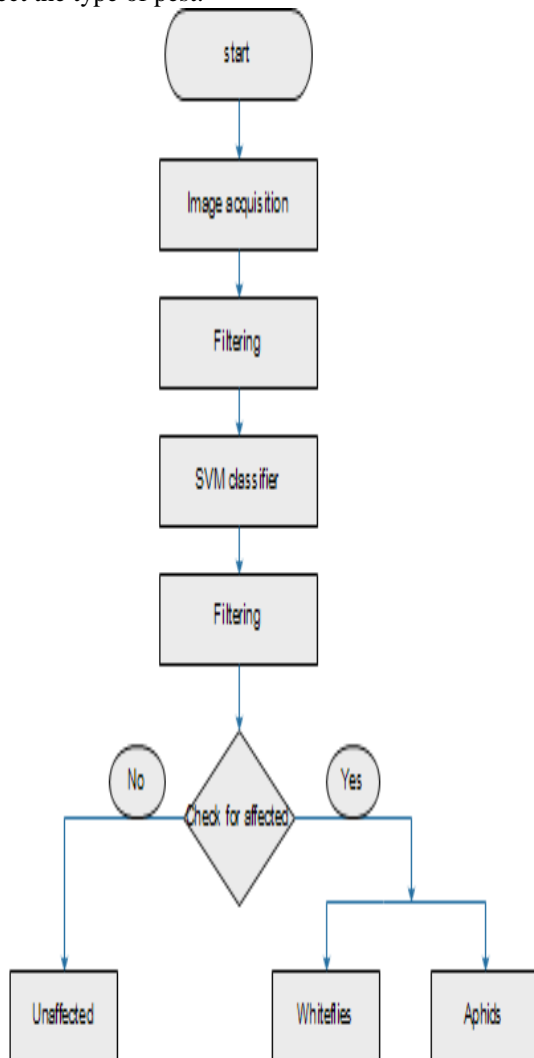 start
Image acquisition
Filtering
SVM classifier
Filtering
No
Yes
Check for affected
Unaffected
Whiteflies
Aphids